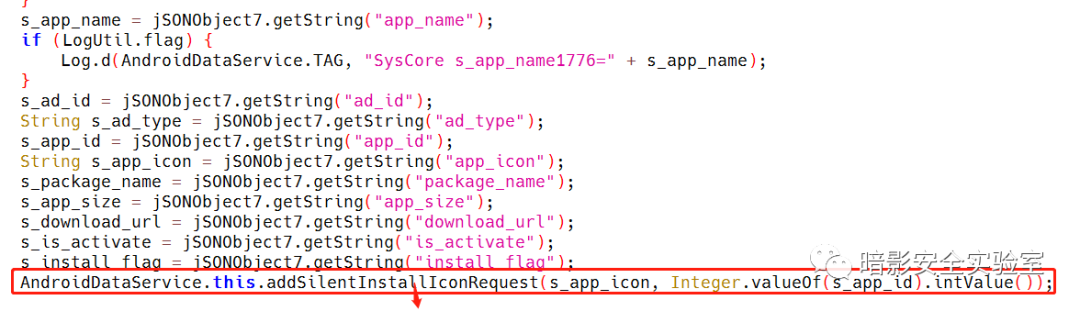 }
s_app_name = jSONObject7.getString("app_name");
if (LogUtil.flag) {
    Log.d(AndroidDataService.TAG, "SysCore s_app_name1776=" + s_app_name);
}
s_ad_id = jSONObject7.getString("ad_id");
String s_ad_type = jSONObject7.getString("ad_type");
s_app_id = jSONObject7.getString("app_id");
String s_app_icon = jSONObject7.getString("app_icon");
s_package_name = jSONObject7.getString("package_name");
s_app_size = jSONObject7.getString("app_size");
s_download_url = jSONObject7.getString("download_url");
s_is_activate = jSONObject7.getString("is_activate");
s_install_flag = jSONObject7.getString("install_flag");
AndroidDataService.this.addSilentInstallIconRequest(s_app_icon, Integer.valueOf(s_app_id).intValue());
暗影安全实验室